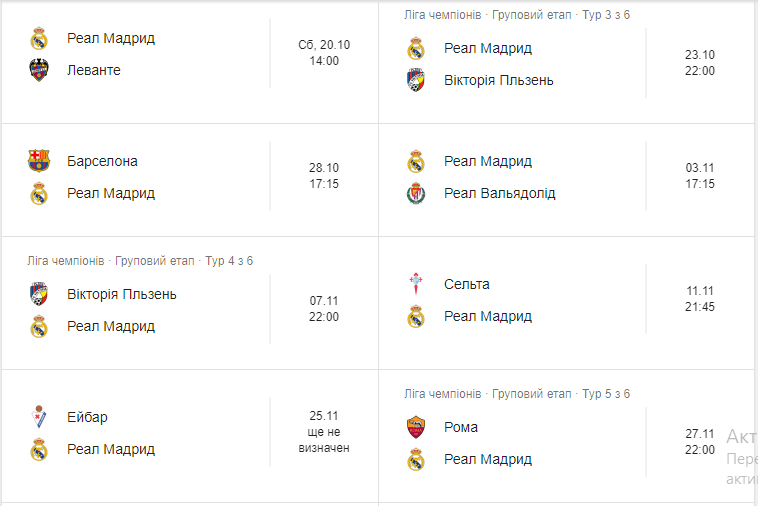 Реал Мадрид
Леванте
Сб, 20.10
14:00
Ліга чемпіонів · Груповий етап · Тур 3 з 6
Реал Мадрид
Вікторія Пльзень
23.10
22:00
Барселона
Реал Мадрид
28.10
17:15
Реал Мадрид
Реал Вальядолід
03.11
17:15
Ліга чемпіонів · Груповий етап · Тур 4 з 6
Вікторія Пльзень
Реал Мадрид
07.11
22:00
Сельта
Реал Мадрид
11.11
21:45
Ейбар
Реал Мадрид
25.11
ще не
визначен
Ліга чемпіонів · Груповий етап · Тур 5 з 6
Рома
Реал Мадрид
27.11
22:00
Акт
Пере
акти